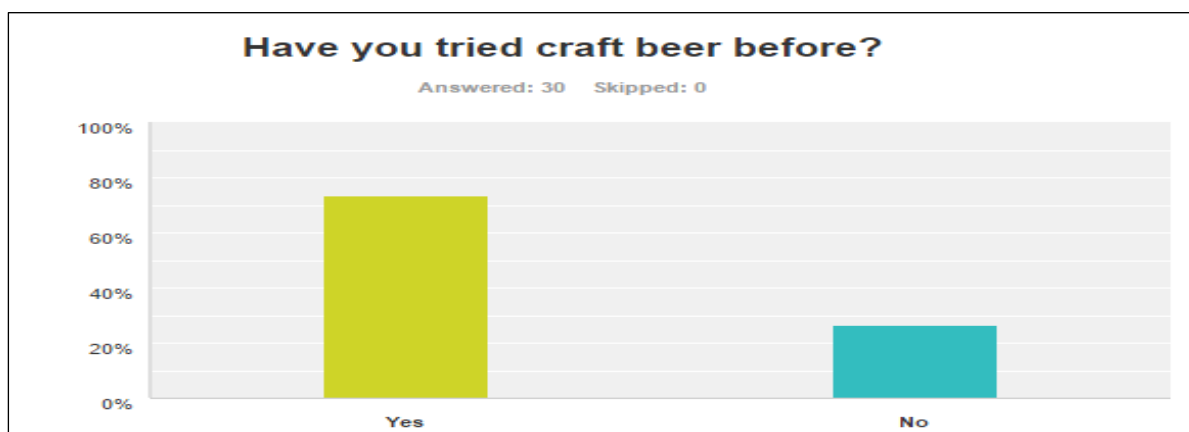 Have you tried craft beer before?
Answered: 30 Skipped: 0
100%
80%
60%
40%
20%
0%
Yes No